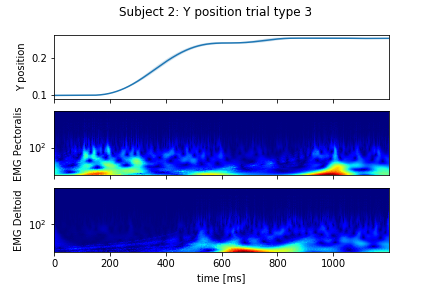 Subject 2: Y position trial type 3
Y position
0.2
0.1
EMG Pectoralis
10²
EMG Deltoid
10²
0 200 400 600 800 1000
time [ms]